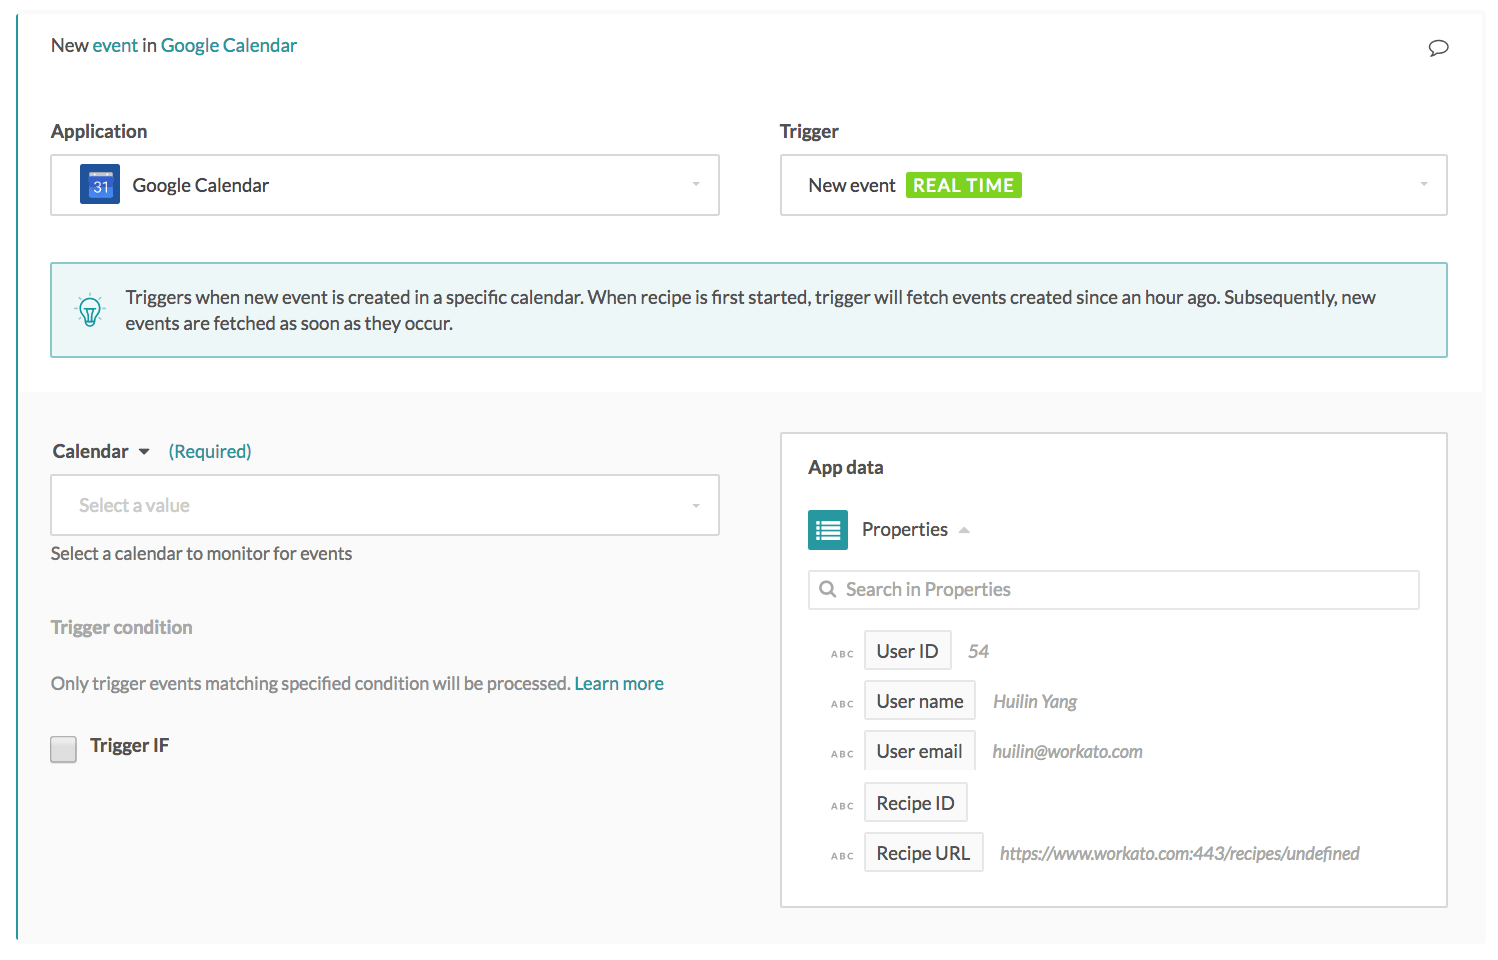 New event in Google Calendar
Application
Trigger
31 Google Calendar
New event REAL TIME
Triggers when new event is created in a specific calendar. When recipe is first started, trigger will fetch events created since an hour ago. Subsequently, new
events are fetched as soon as they occur.
Calendar (Required)
Select a value
Select a calendar to monitor for events
Trigger condition
Only trigger events matching specified condition will be processed. Learn more
Trigger IF
App data
Properties
Search in Properties
ABC User ID 54
ABC User name Huilin Yang
ABC User email huilin@workato.com
ABC Recipe ID
ABC Recipe URL https://www.workato.com:443/recipes/undefined